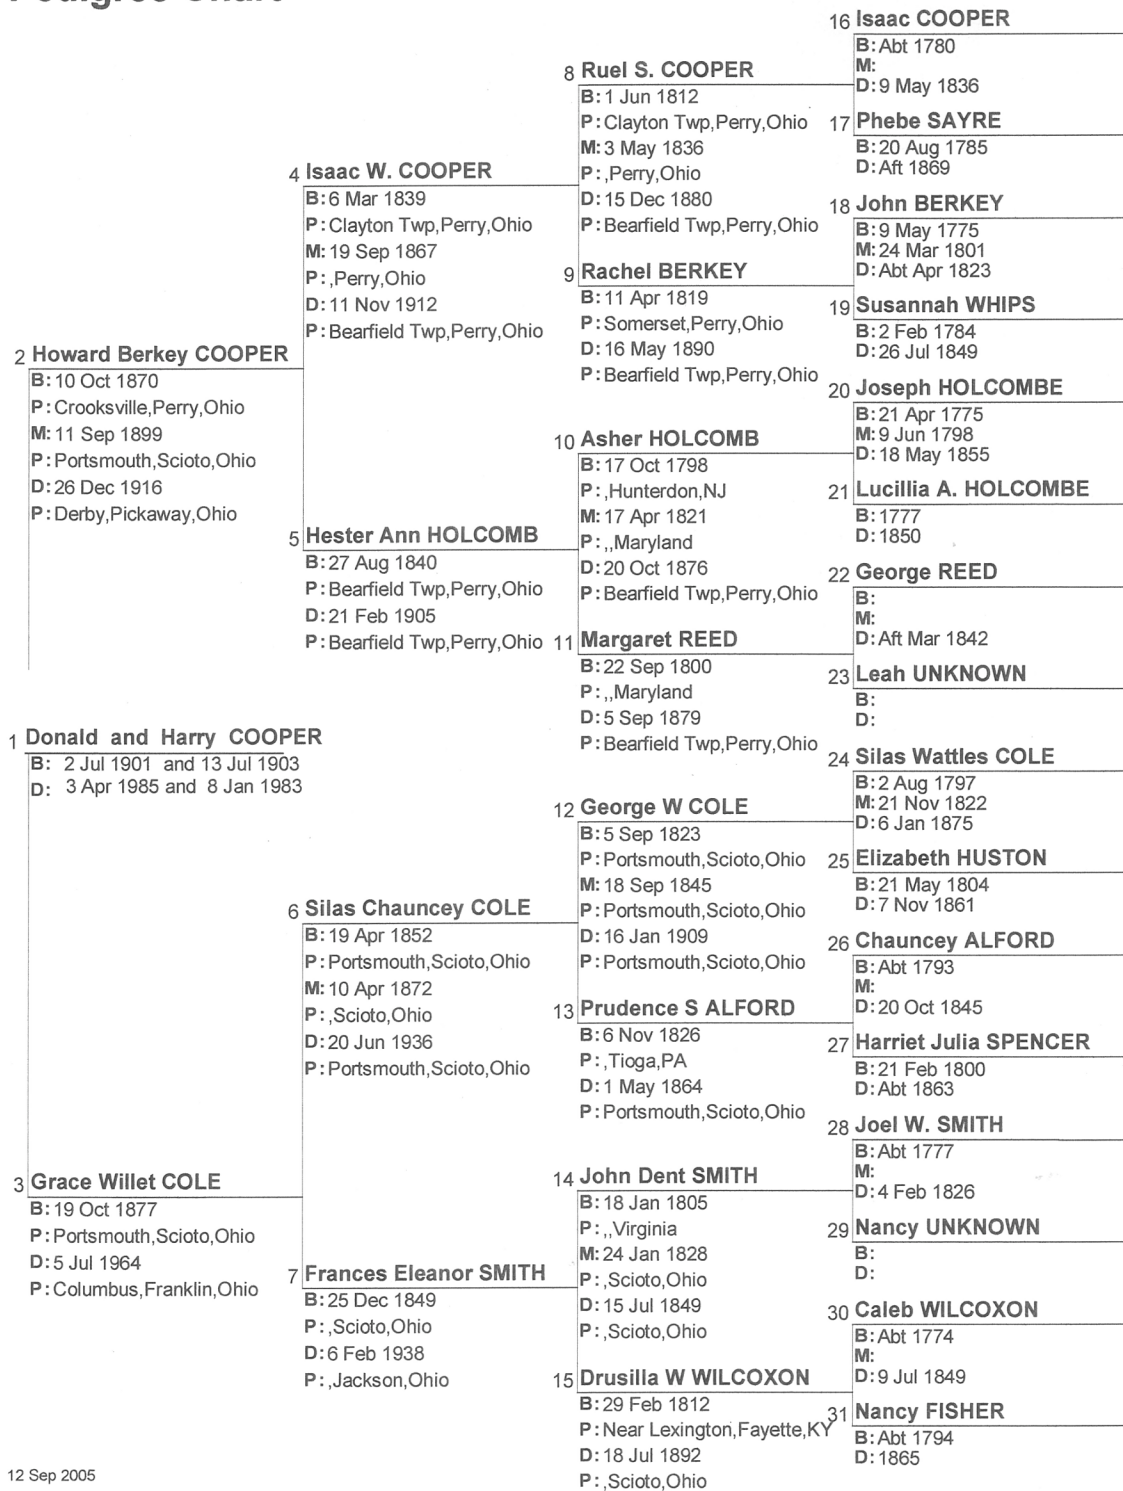 16 Isaac COOPER
B: Abt 1780
M:
D: 9 May 1836
8 Ruel S. COOPER
B: 1 Jun 1812
P: Clayton Twp,Perry,Ohio
M: 3 May 1836
P: ,Perry,Ohio
D: 15 Dec 1880
P: Bearfield Twp,Perry,Ohio
17 Phebe SAYRE
B: 20 Aug 1785
D: Aft 1869
4 Isaac W. COOPER
B: 6 Mar 1839
P: Clayton Twp,Perry,Ohio
M: 19 Sep 1867
P: ,Perry,Ohio
D: 11 Nov 1912
P: Bearfield Twp,Perry,Ohio
18 John BERKEY
B: 9 May 1775
M: 24 Mar 1801
D: Abt Apr 1823
9 Rachel BERKEY
B: 11 Apr 1819
P: Somerset,Perry,Ohio
D: 16 May 1890
P: Bearfield Twp,Perry,Ohio
19 Susannah WHIPS
B: 2 Feb 1784
D: 26 Jul 1849
2 Howard Berkey COOPER
B: 10 Oct 1870
P: Crooksville,Perry,Ohio
M: 11 Sep 1899
P: Portsmouth,Scioto,Ohio
D: 26 Dec 1916
P: Derby,Pickaway,Ohio
20 Joseph HOLCOMBE
B: 21 Apr 1775
M: 9 Jun 1798
D: 18 May 1855
10 Asher HOLCOMB
B: 17 Oct 1798
P: ,Hunterdon,NJ
M: 17 Apr 1821
P: ,,Maryland
D: 20 Oct 1876
P: Bearfield Twp,Perry,Ohio
21 Lucillia A. HOLCOMBE
B: 1777
D: 1850
5 Hester Ann HOLCOMB
B: 27 Aug 1840
P: Bearfield Twp,Perry,Ohio
D: 21 Feb 1905
P: Bearfield Twp,Perry,Ohio
22 George REED
B:
M:
D: Aft Mar 1842
11 Margaret REED
B: 22 Sep 1800
P: ,,Maryland
D: 5 Sep 1879
P: Bearfield Twp,Perry,Ohio
23 Leah UNKNOWN
B:
D:
1 Donald and Harry COOPER
B: 2 Jul 1901 and 13 Jul 1903
D: 3 Apr 1985 and 8 Jan 1983
24 Silas Wattles COLE
B: 2 Aug 1797
M: 21 Nov 1822
D: 6 Jan 1875
12 George W COLE
B: 5 Sep 1823
P: Portsmouth,Scioto,Ohio
M: 18 Sep 1845
P: Portsmouth,Scioto,Ohio
D: 16 Jan 1909
P: Portsmouth,Scioto,Ohio
25 Elizabeth HUSTON
B: 21 May 1804
D: 7 Nov 1861
6 Silas Chauncey COLE
B: 19 Apr 1852
P: Portsmouth,Scioto,Ohio
M: 10 Apr 1872
P: ,Scioto,Ohio
D: 20 Jun 1936
P: Portsmouth,Scioto,Ohio
26 Chauncey ALFORD
B: Abt 1793
M:
D: 20 Oct 1845
13 Prudence S ALFORD
B: 6 Nov 1826
P: ,Tioga,PA
D: 1 May 1864
P: Portsmouth,Scioto,Ohio
27 Harriet Julia SPENCER
B: 21 Feb 1800
D: Abt 1863
28 Joel W. SMITH
B: Abt 1777
M:
D: 4 Feb 1826
3 Grace Willet COLE
B: 19 Oct 1877
P: Portsmouth,Scioto,Ohio
D: 5 Jul 1964
P: Columbus,Franklin,Ohio
14 John Dent SMITH
B: 18 Jan 1805
P: ,,Virginia
M: 24 Jan 1828
P: ,Scioto,Ohio
D: 15 Jul 1849
P: ,Scioto,Ohio
29 Nancy UNKNOWN
B:
D:
7 Frances Eleanor SMITH
B: 25 Dec 1849
P: ,Scioto,Ohio
D: 6 Feb 1938
P: ,Jackson,Ohio
30 Caleb WILCOXON
B: Abt 1774
M:
D: 9 Jul 1849
15 Drusilla W WILCOXON
B: 29 Feb 1812
P: Near Lexington,Fayette,KY
D: 18 Jul 1892
P: ,Scioto,Ohio
31 Nancy FISHER
B: Abt 1794
D: 1865
12 Sep 2005